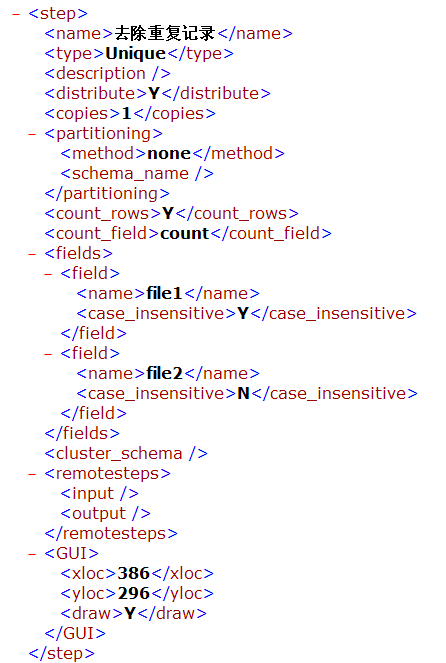 – <step>
<name>去除重复记录</name>
<type>Unique</type>
<description />
<distribute>Y</distribute>
<copies>1</copies>
– <partitioning>
<method>none</method>
<schema_name />
</partitioning>
<count_rows>Y</count_rows>
<count_field>count</count_field>
– <fields>
– <field>
<name>file1</name>
<case_insensitive>Y</case_insensitive>
</field>
– <field>
<name>file2</name>
<case_insensitive>N</case_insensitive>
</field>
</fields>
<cluster_schema />
– <remotesteps>
<input />
<output />
</remotesteps>
– <GUI>
<xloc>386</xloc>
<yloc>296</yloc>
<draw>Y</draw>
</GUI>
</step>